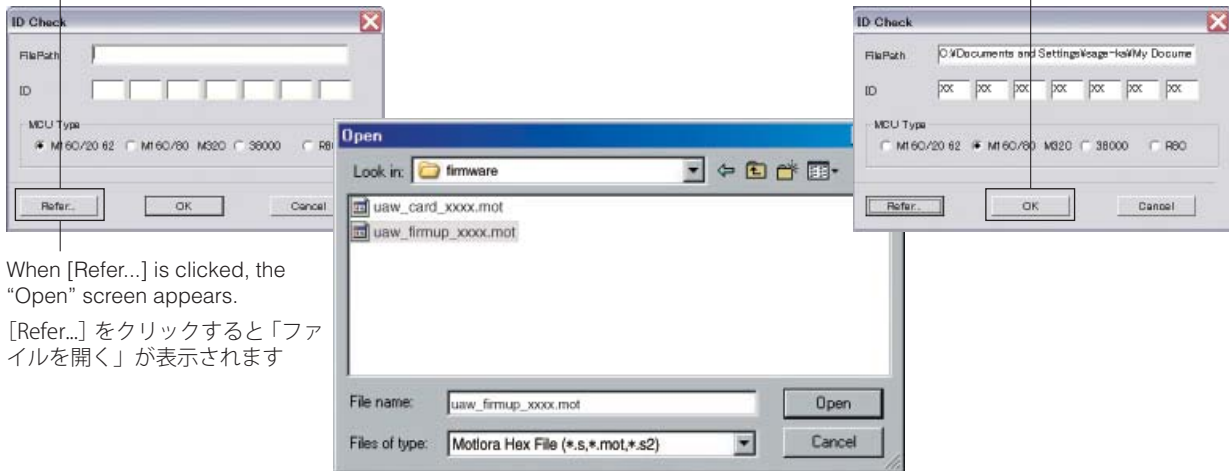 ID Check
FilePath
ID
MCU Type
M16C/20 62 M16C/80 M32C 38000 R8C
Refer... OK Cancel
When [Refer...] is clicked, the
“Open” screen appears.
［Refer...］をクリックすると「ファ
イルを開く」が表示されます
Open
Look in: firmware
uaw_card_xxxx.mot
uaw_firmup_xxxx.mot
File name: uaw_firmup_xxxx.mot Open
Files of type: Motlora Hex File (*.s,*.mot,*.s2) Cancel
ID Check
FilePath C:¥Documents and Settings¥sage-ka¥My Docume
ID xx xx xx xx xx xx xx
MCU Type
M16C/20 62 M16C/80 M32C 38000 R8C
Refer... OK Cancel